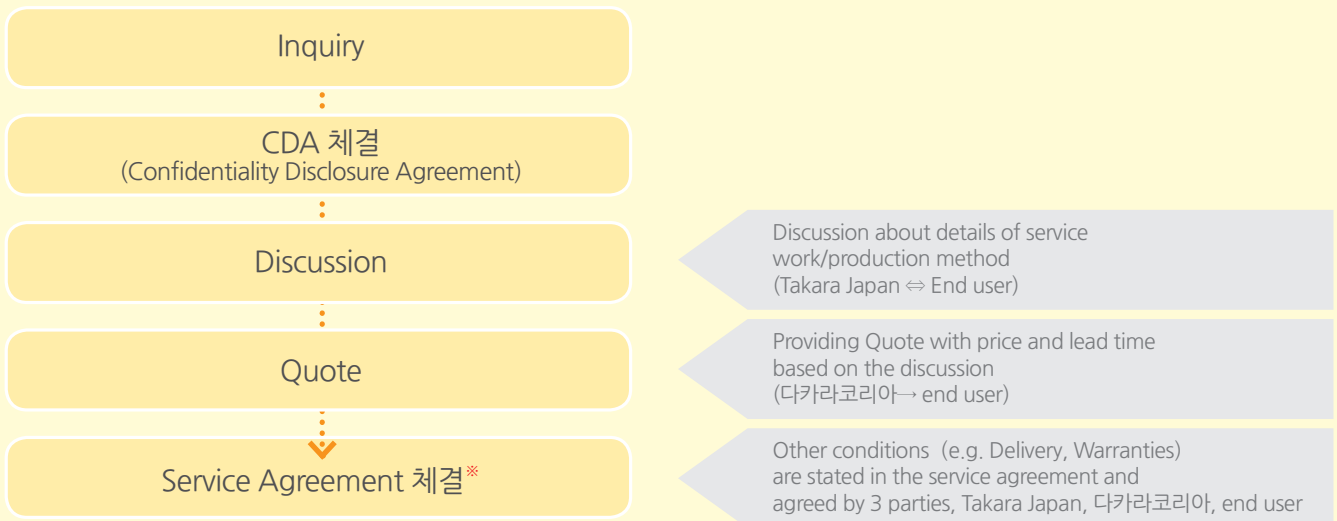 Inquiry
CDA 체결
(Confidentiality Disclosure Agreement)
Discussion
Discussion about details of service
work/production method
(Takara Japan ⇔ End user)
Quote
Providing Quote with price and lead time
based on the discussion
(다카라코리아→ end user)
Service Agreement 체결※
Other conditions (e.g. Delivery, Warranties)
are stated in the service agreement and
agreed by 3 parties, Takara Japan, 다카라코리아, end user